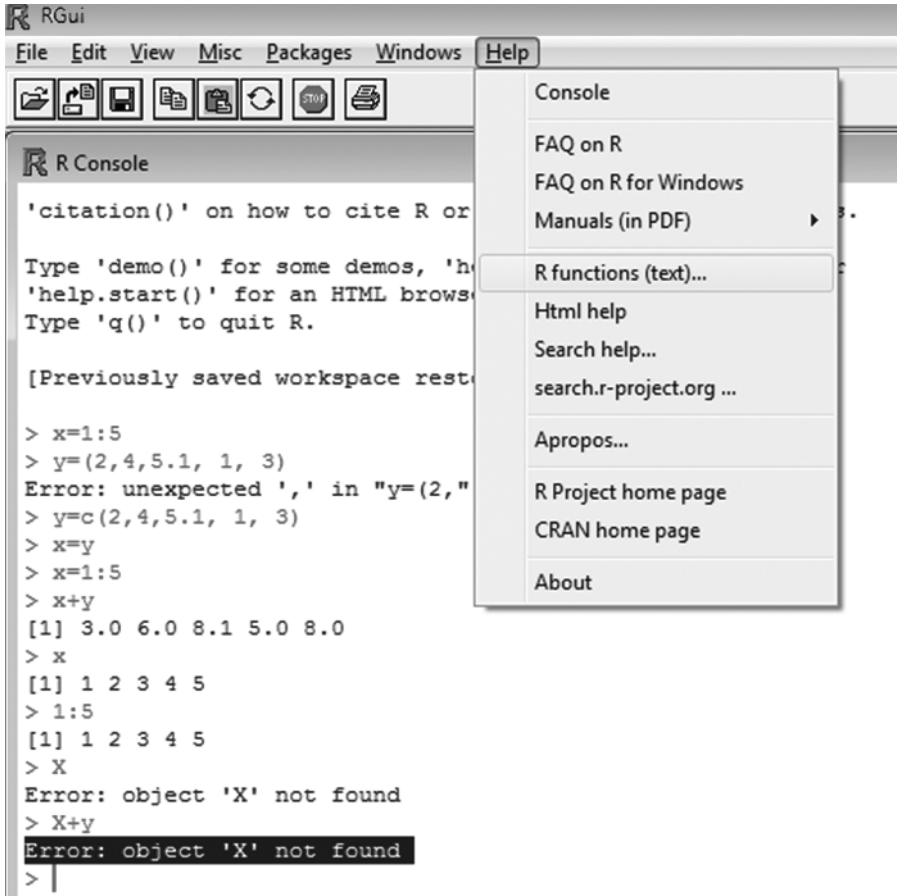 RGui
File Edit View Misc Packages Windows Help
STOP
Console
FAQ on R
FAQ on R for Windows
Manuals (in PDF)
R functions (text)...
Html help
Search help...
search.r-project.org ...
Apropos...
R Project home page
CRAN home page
About
R Console
'citation()' on how to cite R or
Type 'demo()' for some demos,
'help.start()' for an HTML
Type 'q()' to quit R.
[Previously saved workspace
> x=1:5
> y=(2,4,5.1, 1, 3)
Error: unexpected ',' in "y=(2,"
> y=c(2,4,5.1, 1, 3)
> x=y
> x=1:5
> x+y
[1] 3.0 6.0 8.1 5.0 8.0
> x
[1] 1 2 3 4 5
> 1:5
[1] 1 2 3 4 5
> X
Error: object 'X' not found
> X+y
Error: object 'X' not found
>